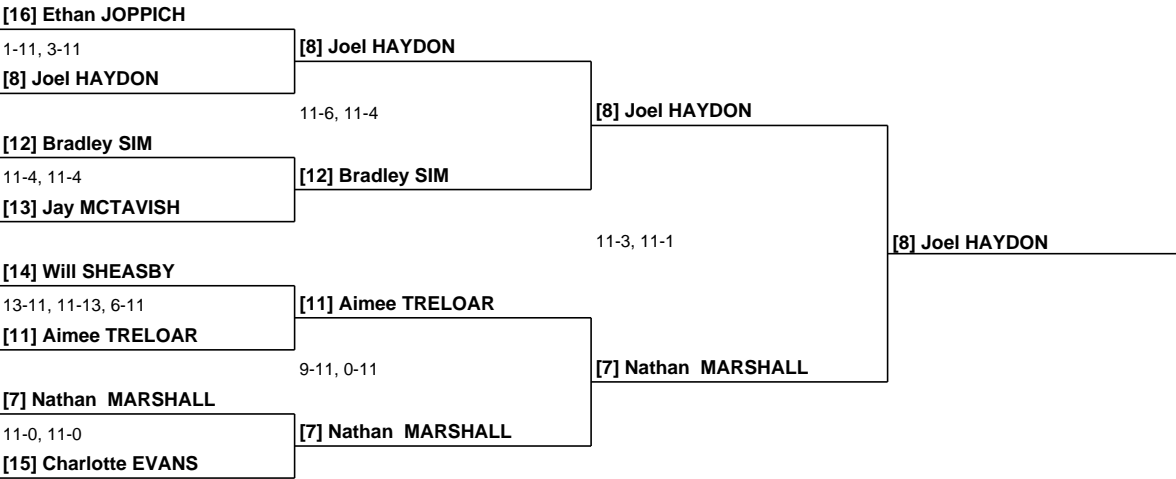 [16] Ethan JOPPICH
1-11, 3-11
[8] Joel HAYDON
[8] Joel HAYDON
11-6, 11-4
[8] Joel HAYDON
[12] Bradley SIM
11-4, 11-4
[12] Bradley SIM
[13] Jay MCTAVISH
11-3, 11-1
[8] Joel HAYDON
[14] Will SHEASBY
13-11, 11-13, 6-11
[11] Aimee TRELOAR
[11] Aimee TRELOAR
9-11, 0-11
[7] Nathan MARSHALL
[7] Nathan MARSHALL
11-0, 11-0
[7] Nathan MARSHALL
[15] Charlotte EVANS